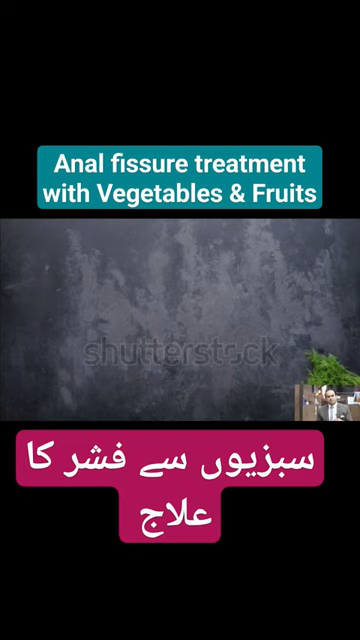 Anal fissure treatment
with Vegetables & Fruits
shutterstock
سبزیوں سے فشر کا
علاج